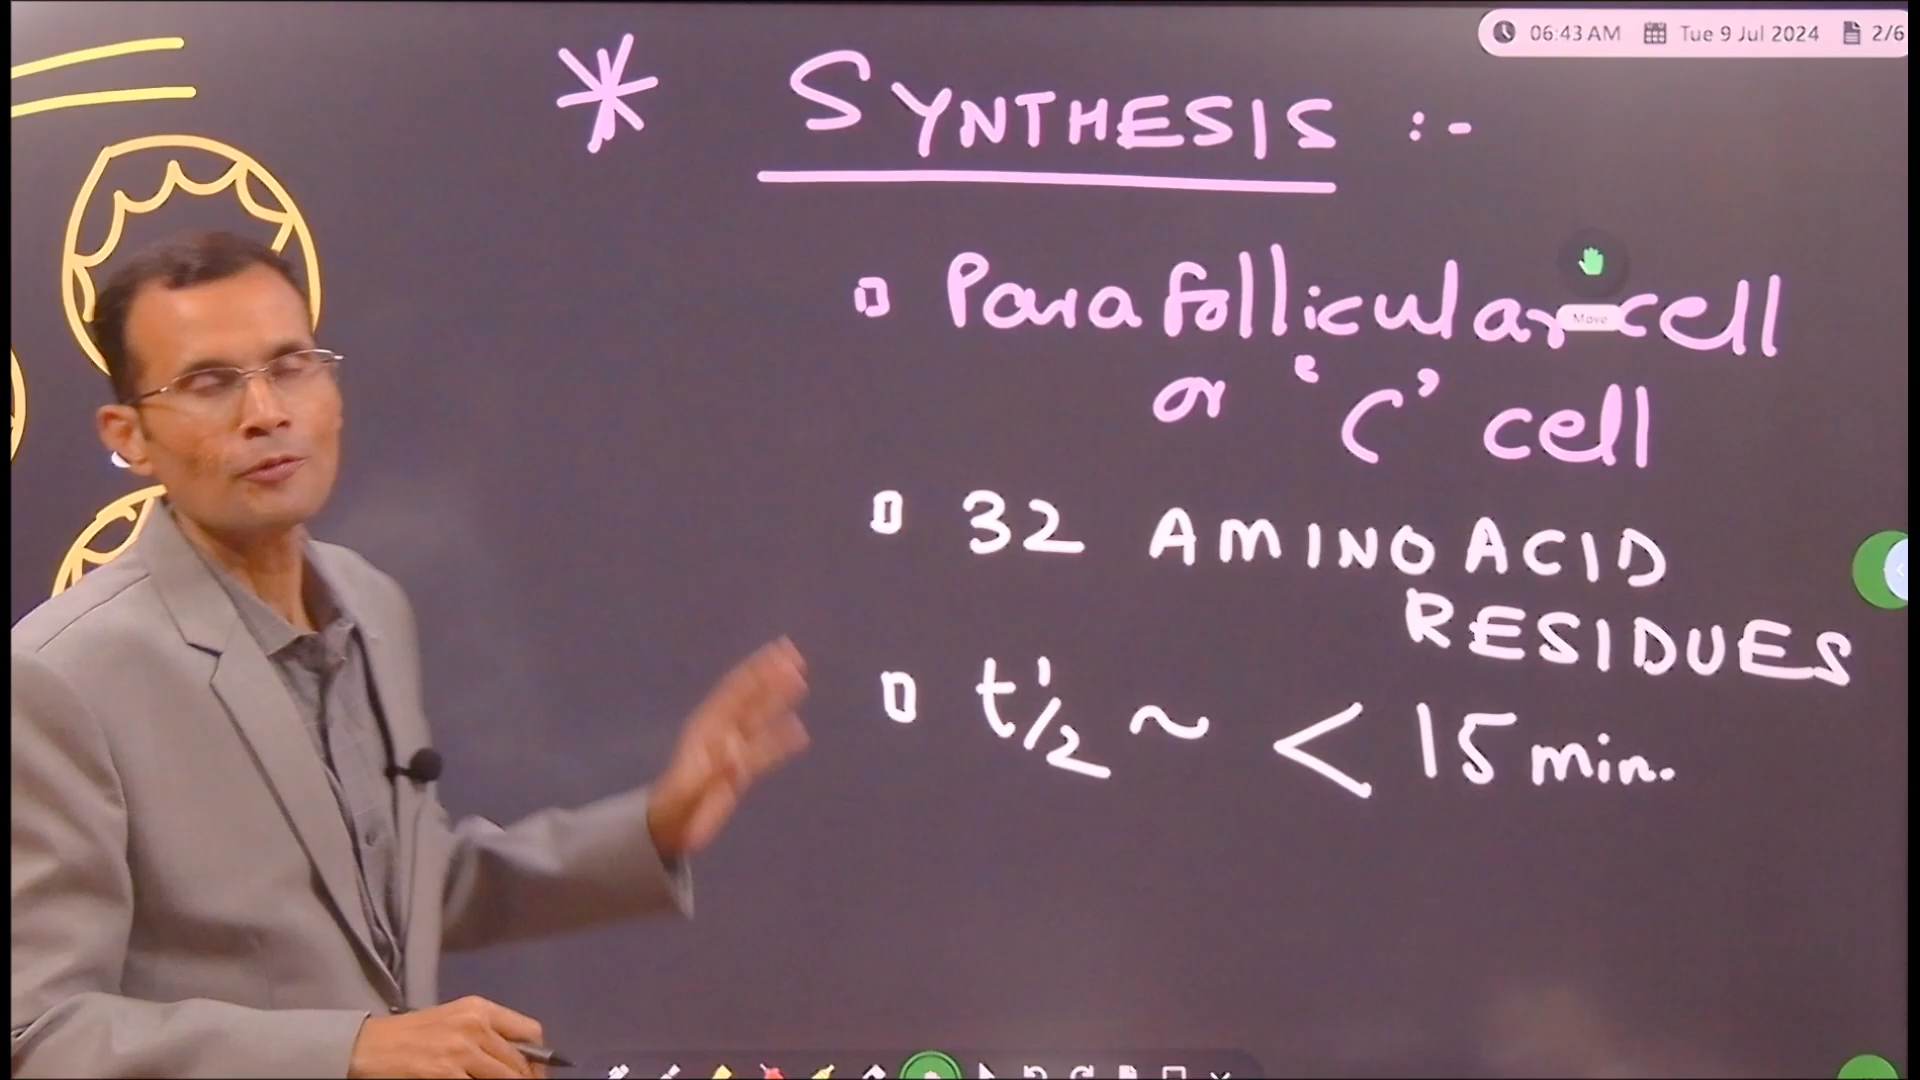 06:43 AM Tue 9 Jul 2024 2/6
* SYNTHESIS :-
Parafollicular cell
Move
or 'C' cell
32 AMINO ACID
RESIDUES
t1/2 ~ < 15 min.